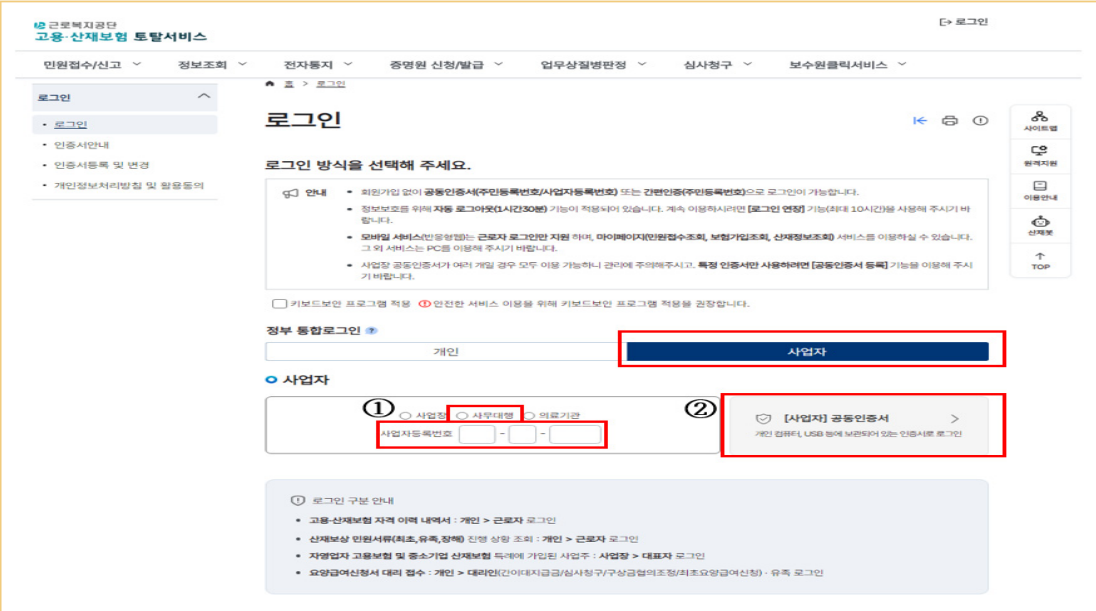 근로복지공단
고용·산재보험 토탈서비스
로그인
민원접수/신고
정보조회
전자통지
증명원 신청/발급
업무상질병판정
심사청구
보수원클릭서비스
홈 > 로그인
로그인
• 로그인
• 인증서안내
• 인증서등록 및 변경
• 개인정보처리방침 및 활용동의
로그인
로그인 방식을 선택해 주세요.
안내
• 회원가입 없이 공동인증서(주민등록번호/사업자등록번호) 또는 간편인증(주민등록번호)으로 로그인이 가능합니다.
• 정보보호를 위해 자동 로그아웃(1시간30분) 기능이 적용되어 있습니다. 계속 이용하시려면 [로그인 연장] 기능(최대 10시간)을 사용해 주시기 바
랍니다.
• 모바일 서비스(반응형웹)는 근로자 로그인만 지원 하며, 마이페이지(민원접수조회, 보험가입조회, 산재정보조회) 서비스를 이용하실 수 있습니다.
그 외 서비스는 PC를 이용해 주시기 바랍니다.
• 사업장 공동인증서가 여러 개일 경우 모두 이용 가능하니 관리에 주의해주시고, 특정 인증서만 사용하려면 [공동인증서 등록] 기능을 이용해 주시
기 바랍니다.
키보드보안 프로그램 적용 안전한 서비스 이용을 위해 키보드보안 프로그램 적용을 권장합니다.
정부 통합로그인 ?
개인
사업자
사업자
① 사업장 사무대행 의료기관
사업자등록번호 - -
② [사업자] 공동인증서 >
개인 컴퓨터, USB 등에 보관되어 있는 인증서로 로그인
로그인 구분 안내
• 고용·산재보험 자격 이력 내역서 : 개인 > 근로자 로그인
• 산재보상 민원서류(최초,유족,장해) 진행 상황 조회 : 개인 > 근로자 로그인
• 자영업자 고용보험 및 중소기업 산재보험 특례에 가입된 사업주 : 사업장 > 대표자 로그인
• 요양급여신청서 대리 접수 : 개인 > 대리인(간이대지급금/심사청구/구상금협의조정/최초요양급여신청) · 유족 로그인
사이트맵
원격지원
이용안내
산재봇
TOP